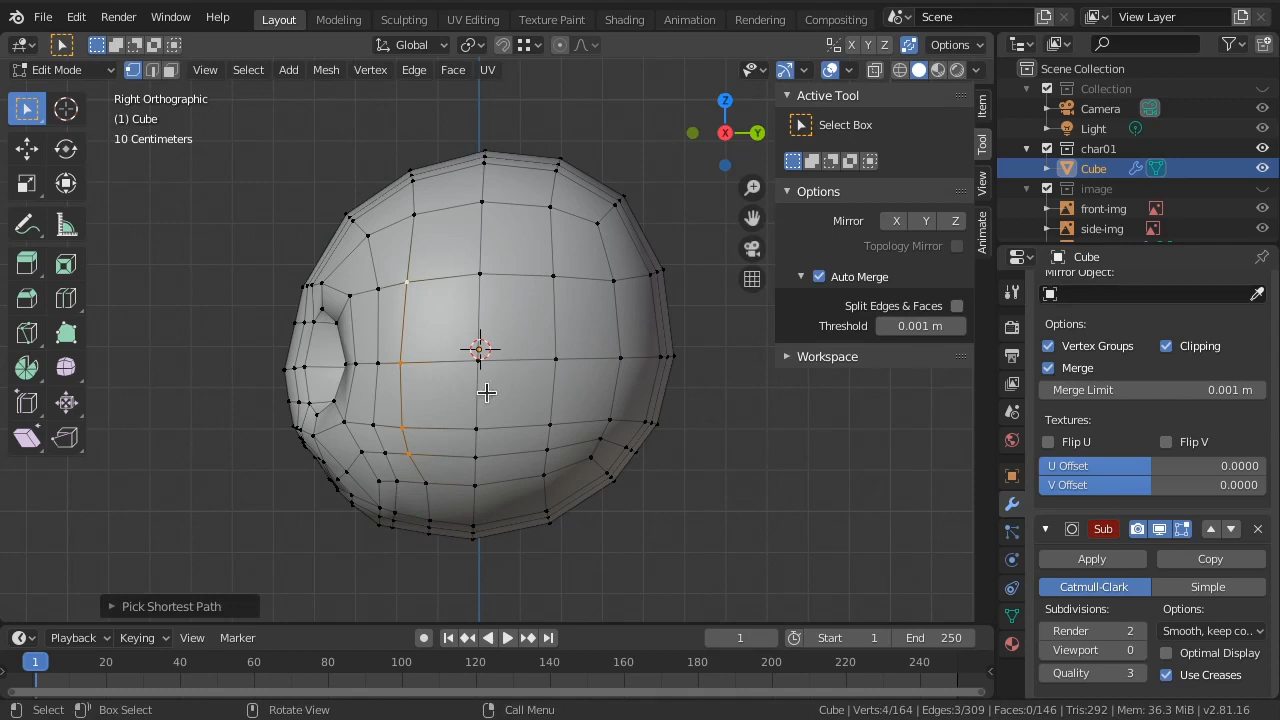 File Edit Render Window Help Layout Modeling Sculpting UV Editing Texture Paint Shading Animation Rendering Compositing Scene View Layer
Global X Y Z Options
Edit Mode View Select Add Mesh Vertex Edge Face UV
Right Orthographic
(1) Cube
10 Centimeters
Z
X Y
Active Tool
Select Box
Options
Mirror X Y Z
Topology Mirror
Auto Merge
Split Edges & Faces
Threshold 0.001 m
Workspace
Item
Tool
View
Animate
Scene Collection
Collection
Camera
Light
char01
Cube
image
front-img
side-img
Cube
Mirror Object:
Options:
Vertex Groups Clipping
Merge
Merge Limit 0.001 m
Textures:
Flip U Flip V
U Offset 0.0000
V Offset 0.0000
Sub
Apply Copy
Catmull-Clark Simple
Subdivisions: Options:
Render 2 Smooth, keep co..
Viewport 0 Optimal Display
Quality 3 Use Creases
Pick Shortest Path
Playback Keying View Marker 1 Start 1 End 250
1 20 40 60 80 100 120 140 160 180 200 220 240
Select Box Select Rotate View Call Menu Cube | Verts:4/164 | Edges:3/309 | Faces:0/146 | Tris:292 | Mem: 36.3 MiB | v2.81.16